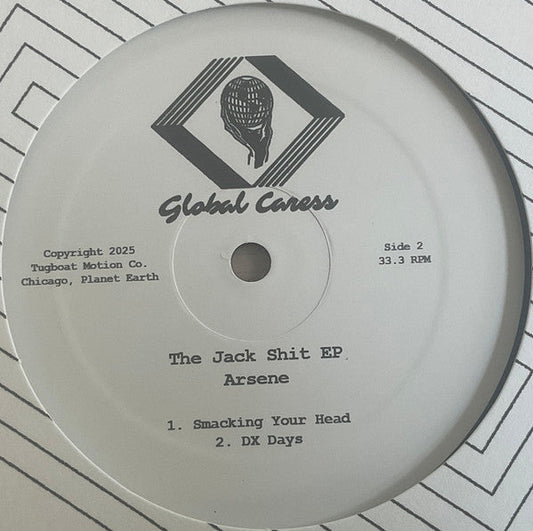 Global Caress
Copyright 2025
Tugboat Motion Co.
Chicago, Planet Earth
Side 2
33.3 RPM
The Jack Shit EP
Arsene
1. Smacking Your Head
2. DX Days